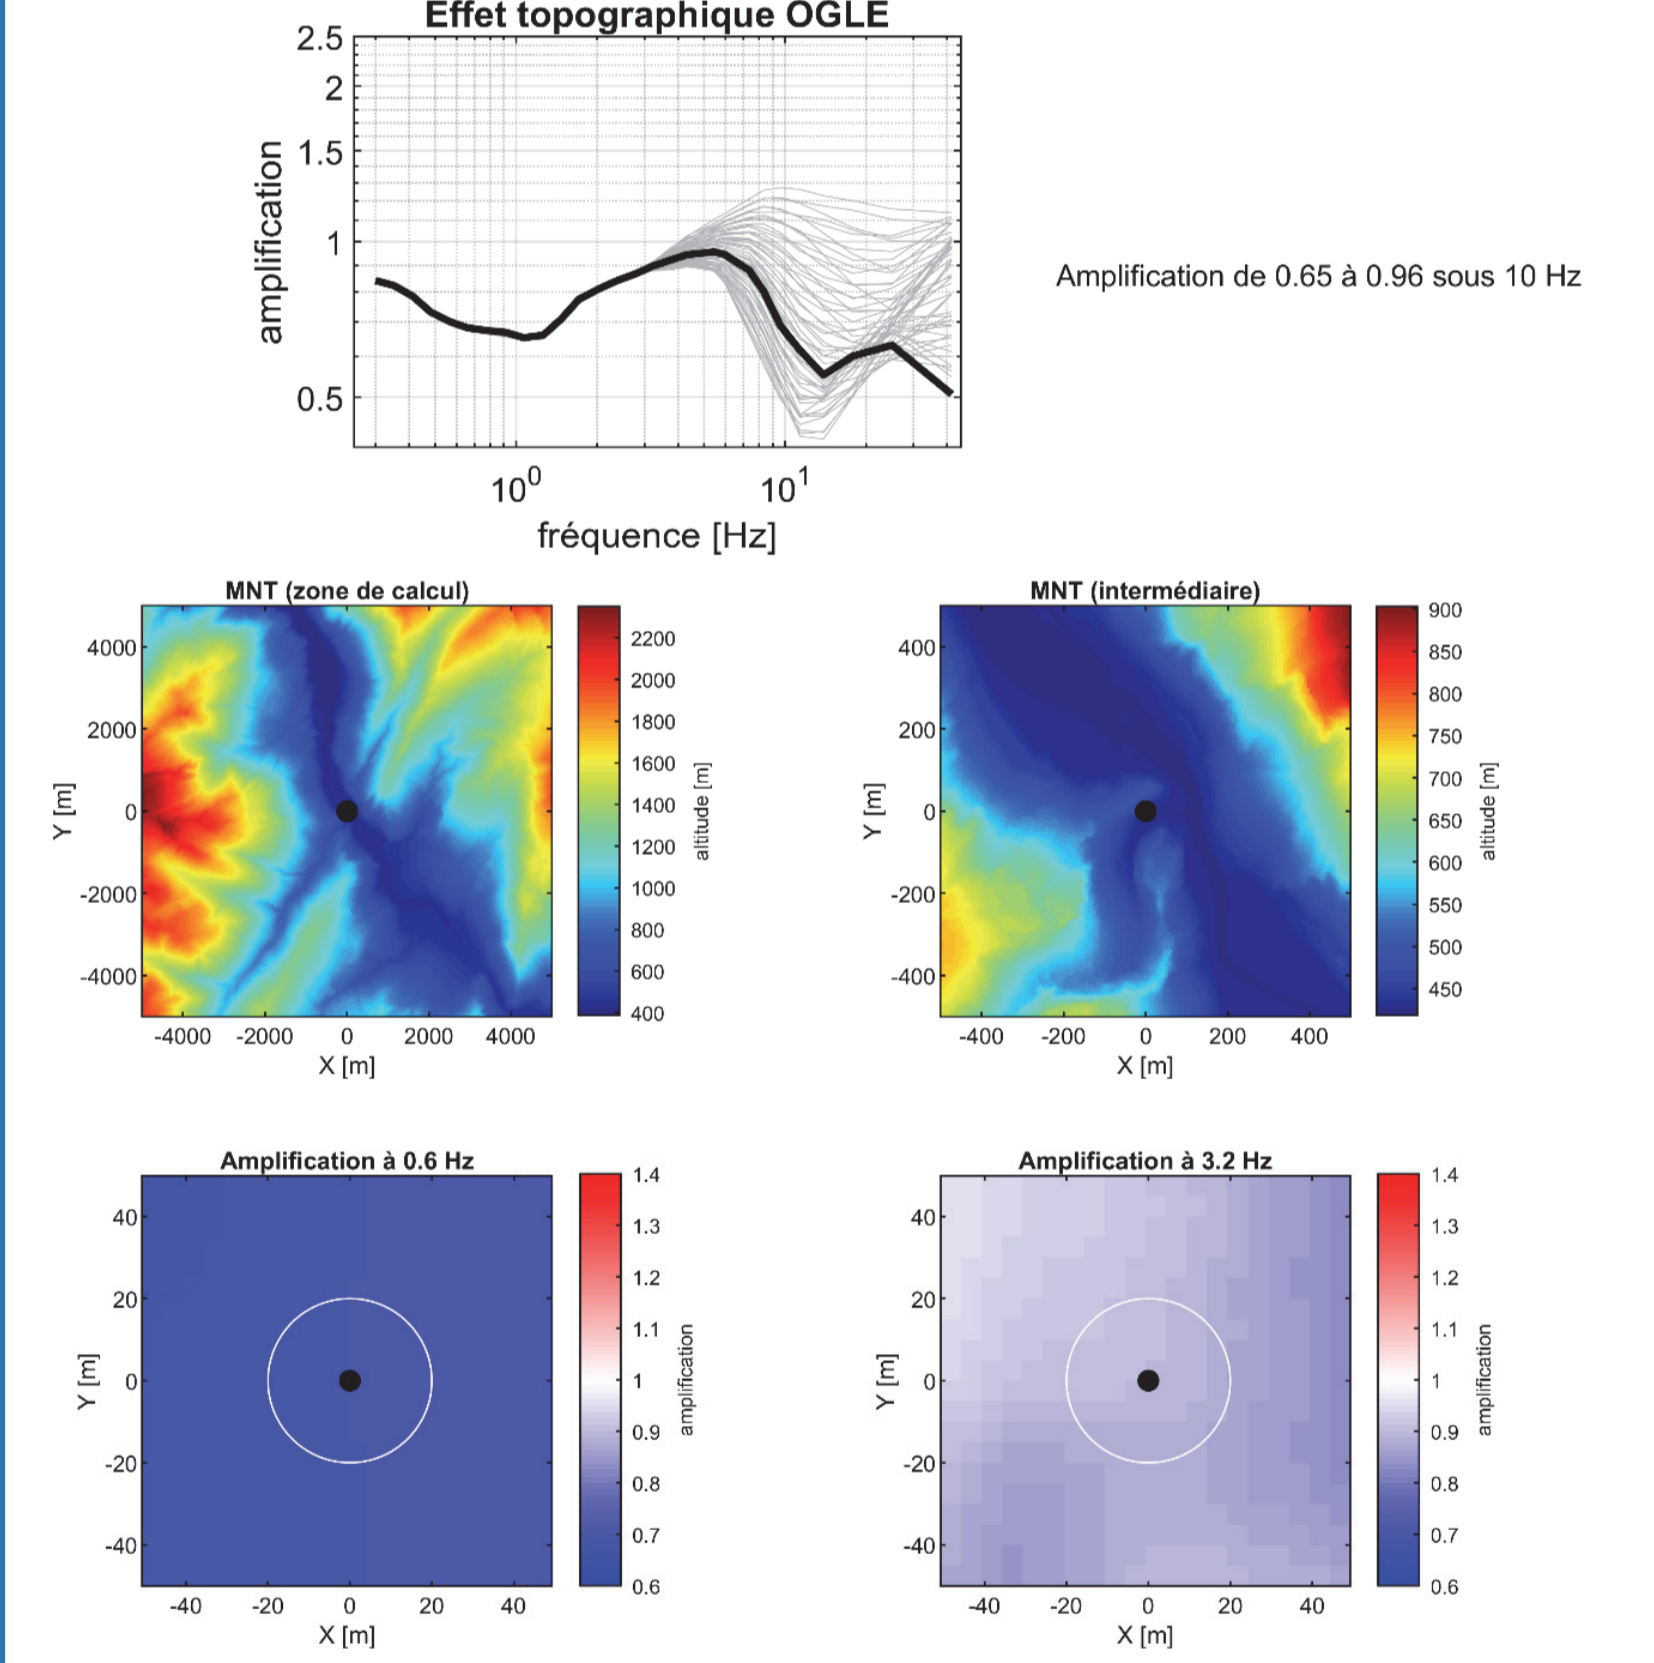 Effet topographique OGLE
2.5
2
1.5
1
0.5
amplification
10^0
10^1
fréquence [Hz]
Amplification de 0.65 à 0.96 sous 10 Hz
MNT (zone de calcul)
4000
2000
0
-2000
-4000
Y [m]
-4000 -2000 0 2000 4000
X [m]
2200
2000
1800
1600
1400
1200
1000
800
600
400
altitude [m]
MNT (intermédiaire)
400
200
0
-200
-400
Y [m]
-400 -200 0 200 400
X [m]
900
850
800
750
700
650
600
550
500
450
altitude [m]
Amplification à 0.6 Hz
40
20
0
-20
-40
Y [m]
-40 -20 0 20 40
X [m]
1.4
1.3
1.2
1.1
1
0.9
0.8
0.7
0.6
amplification
Amplification à 3.2 Hz
40
20
0
-20
-40
Y [m]
-40 -20 0 20 40
X [m]
1.4
1.3
1.2
1.1
1
0.9
0.8
0.7
0.6
amplification